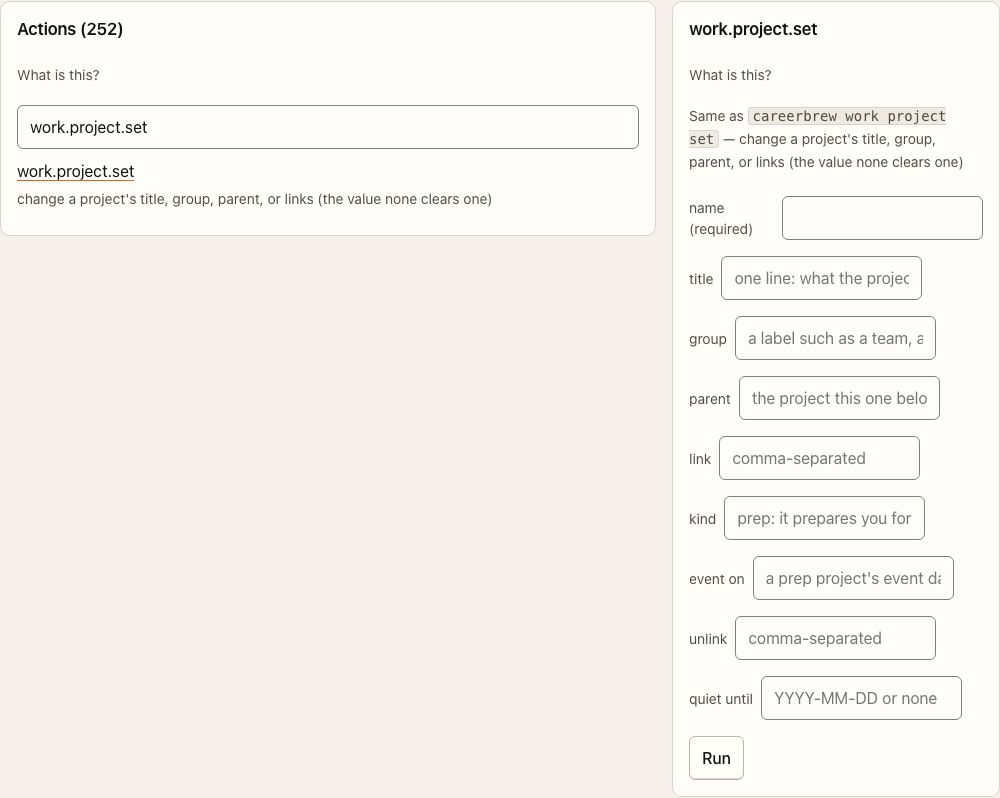 Actions (252)
What is this?
work.project.set
work.project.set
change a project's title, group, parent, or links (the value none clears one)
work.project.set
What is this?
Same as careerbrew work project
set — change a project's title, group,
parent, or links (the value none clears one)
name
(required)
title one line: what the projec
group a label such as a team, a
parent the project this one belo
link comma-separated
kind prep: it prepares you for
event on a prep project's event da
unlink comma-separated
quiet until YYYY-MM-DD or none
Run